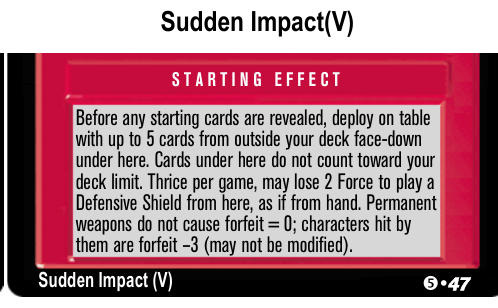 Sudden Impact(V)
STARTING EFFECT
Before any starting cards are revealed, deploy on table
with up to 5 cards from outside your deck face-down
under here. Cards under here do not count toward your
deck limit. Thrice per game, may lose 2 Force to play a
Defensive Shield from here, as if from hand. Permanent
weapons do not cause forfeit = 0; characters hit by
them are forfeit –3 (may not be modified).
Sudden Impact (V) 5•47